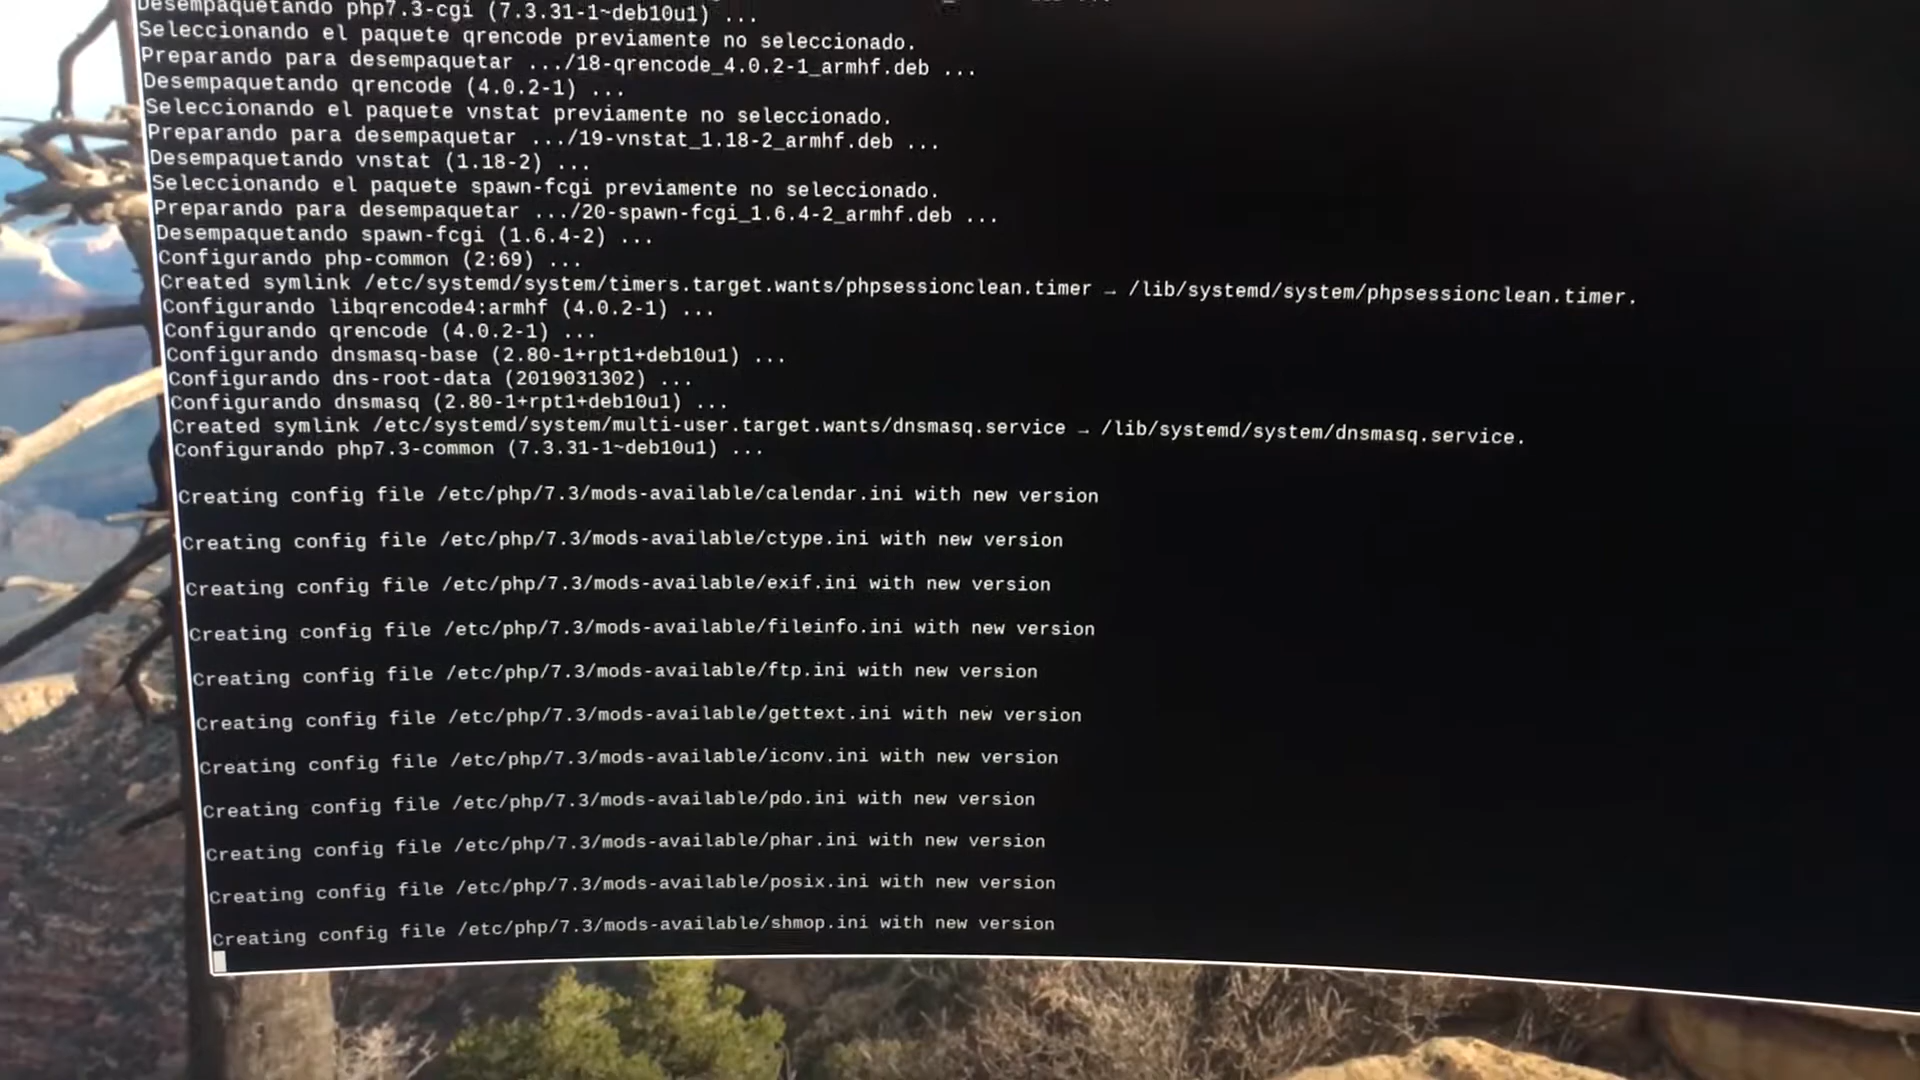 Desempaquetando php7.3-cgi (7.3.31-1~deb10u1) ...
Seleccionando el paquete qrencode previamente no seleccionado.
Preparando para desempaquetar .../18-qrencode_4.0.2-1_armhf.deb ...
Desempaquetando qrencode (4.0.2-1) ...
Seleccionando el paquete vnstat previamente no seleccionado.
Preparando para desempaquetar .../19-vnstat_1.18-2_armhf.deb ...
Desempaquetando vnstat (1.18-2) ...
Seleccionando el paquete spawn-fcgi previamente no seleccionado.
Preparando para desempaquetar .../20-spawn-fcgi_1.6.4-2_armhf.deb ...
Desempaquetando spawn-fcgi (1.6.4-2) ...
Configurando php-common (2:69) ...
Created symlink /etc/systemd/system/timers.target.wants/phpsessionclean.timer → /lib/systemd/system/phpsessionclean.timer.
Configurando libqrencode4:armhf (4.0.2-1) ...
Configurando qrencode (4.0.2-1) ...
Configurando dnsmasq-base (2.80-1+rpt1+deb10u1) ...
Configurando dns-root-data (2019031302) ...
Configurando dnsmasq (2.80-1+rpt1+deb10u1) ...
Created symlink /etc/systemd/system/multi-user.target.wants/dnsmasq.service → /lib/systemd/system/dnsmasq.service.
Configurando php7.3-common (7.3.31-1~deb10u1) ...
Creating config file /etc/php/7.3/mods-available/calendar.ini with new version
Creating config file /etc/php/7.3/mods-available/ctype.ini with new version
Creating config file /etc/php/7.3/mods-available/exif.ini with new version
Creating config file /etc/php/7.3/mods-available/fileinfo.ini with new version
Creating config file /etc/php/7.3/mods-available/ftp.ini with new version
Creating config file /etc/php/7.3/mods-available/gettext.ini with new version
Creating config file /etc/php/7.3/mods-available/iconv.ini with new version
Creating config file /etc/php/7.3/mods-available/pdo.ini with new version
Creating config file /etc/php/7.3/mods-available/phar.ini with new version
Creating config file /etc/php/7.3/mods-available/posix.ini with new version
Creating config file /etc/php/7.3/mods-available/shmop.ini with new version